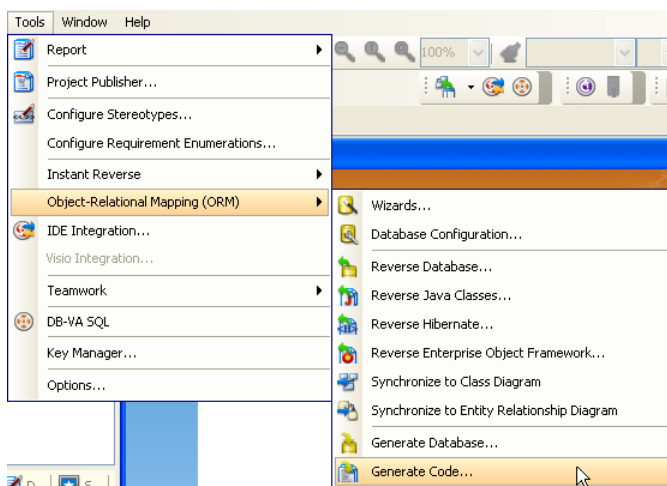 Tools Window Help
Report
100%
Project Publisher...
Configure Stereotypes...
Configure Requirement Enumerations...
Instant Reverse
Object-Relational Mapping (ORM)
Wizards...
IDE Integration...
Database Configuration...
Visio Integration...
Reverse Database...
Teamwork
Reverse Java Classes...
DB-VA SQL
Reverse Hibernate...
Key Manager...
Reverse Enterprise Object Framework...
Options...
Synchronize to Class Diagram
Synchronize to Entity Relationship Diagram
Generate Database...
Generate Code...